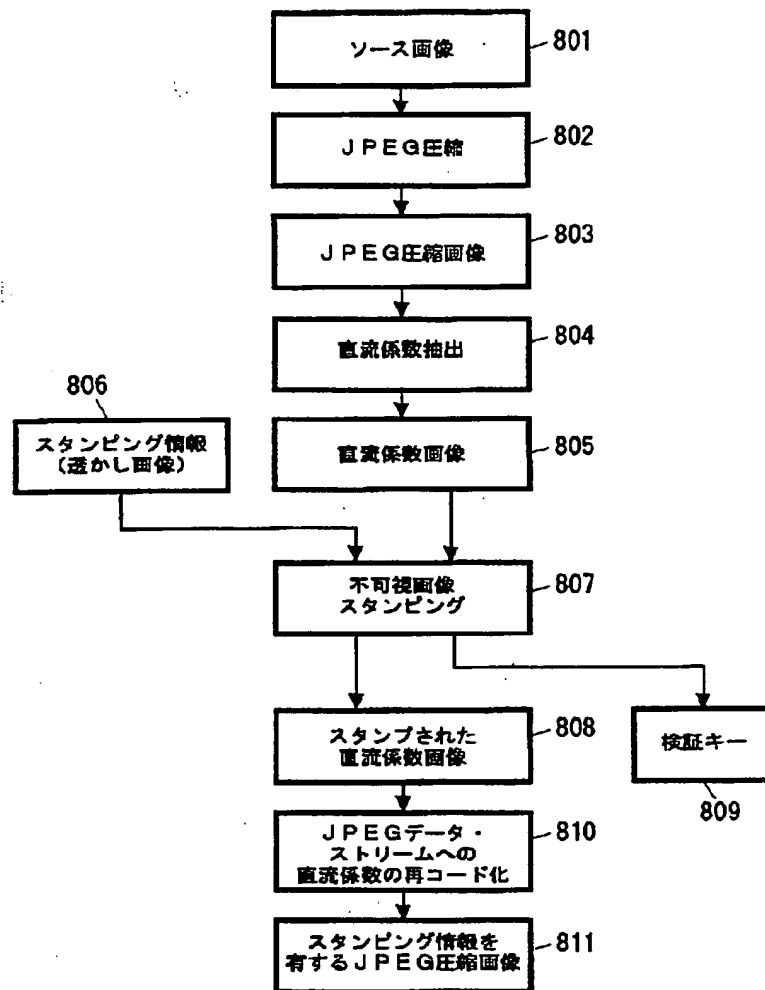 ソース画像
801
JPEG圧縮
802
JPEG圧縮画像
803
直流係数抽出
804
806
スタンピング情報
(透かし画像)
直流係数画像
805
不可視画像
スタンピング
807
スタンプされた
直流係数画像
808
検証キー
809
JPEGデータ・
ストリームへの
直流係数の再コード化
810
スタンピング情報を
有するJPEG圧縮画像
811